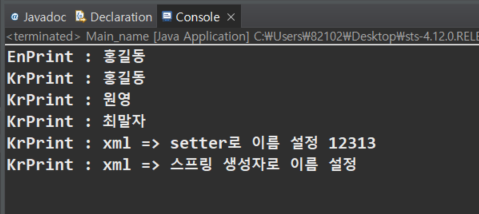 Javadoc Declaration Console
<terminated> Main_name [Java Application] C:\Users\82102\Desktop\sts-4.12.0.RELE
EnPrint : 홍길동
KrPrint : 홍길동
KrPrint : 원영
KrPrint : 최말자
KrPrint : xml => setter로 이름 설정 12313
KrPrint : xml => 스프링 생성자로 이름 설정